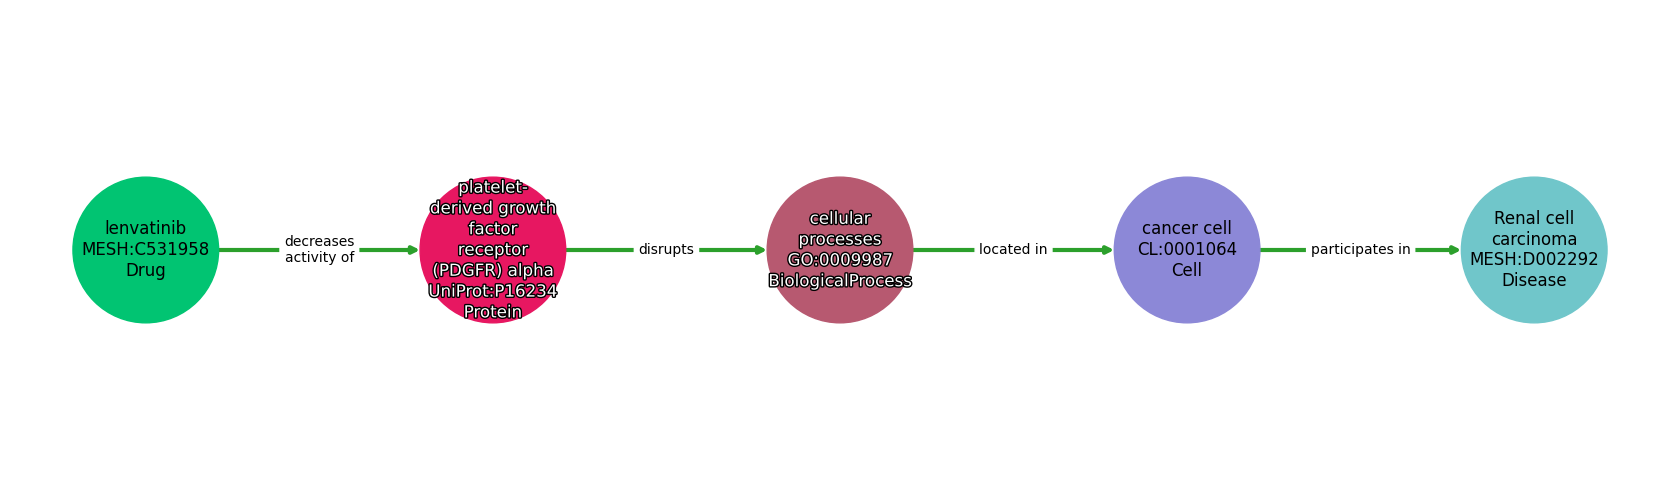 lenvatinib
MESH:C531958
Drug
decreases
activity of
platelet-
derived growth
factor
receptor
(PDGFR) alpha
UniProt:P16234
Protein
disrupts
cellular
processes
GO:0009987
BiologicalProcess
located in
cancer cell
CL:0001064
Cell
participates in
Renal cell
carcinoma
MESH:D002292
Disease